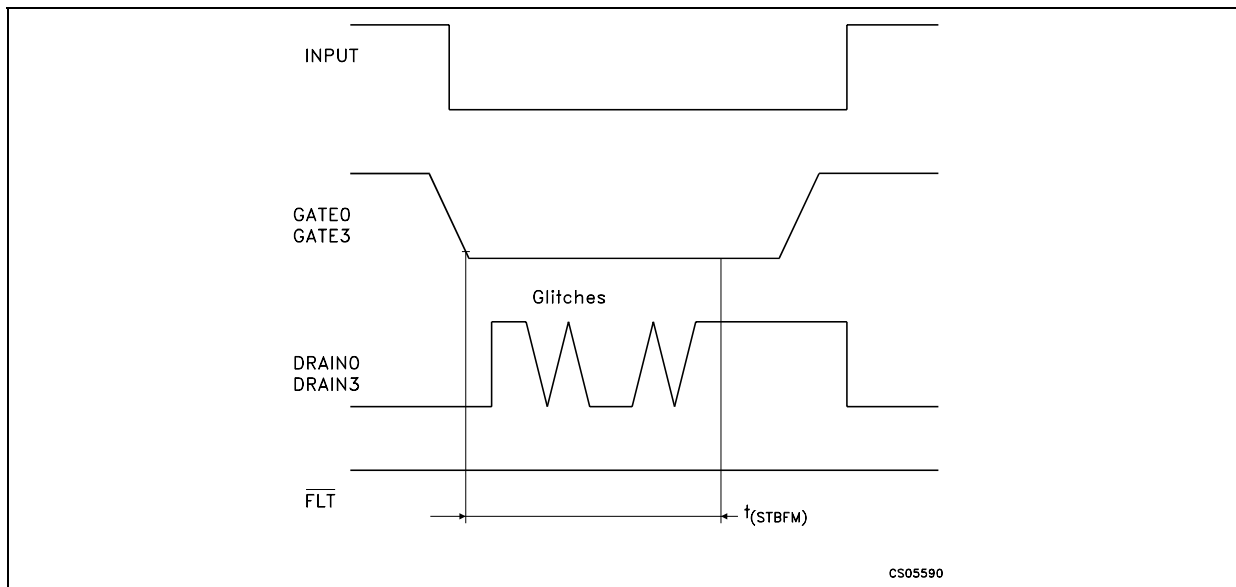 INPUT
GATE0
GATE3
Glitches
DRAIN0
DRAIN3
FLT
t(STBFM)
CS05590